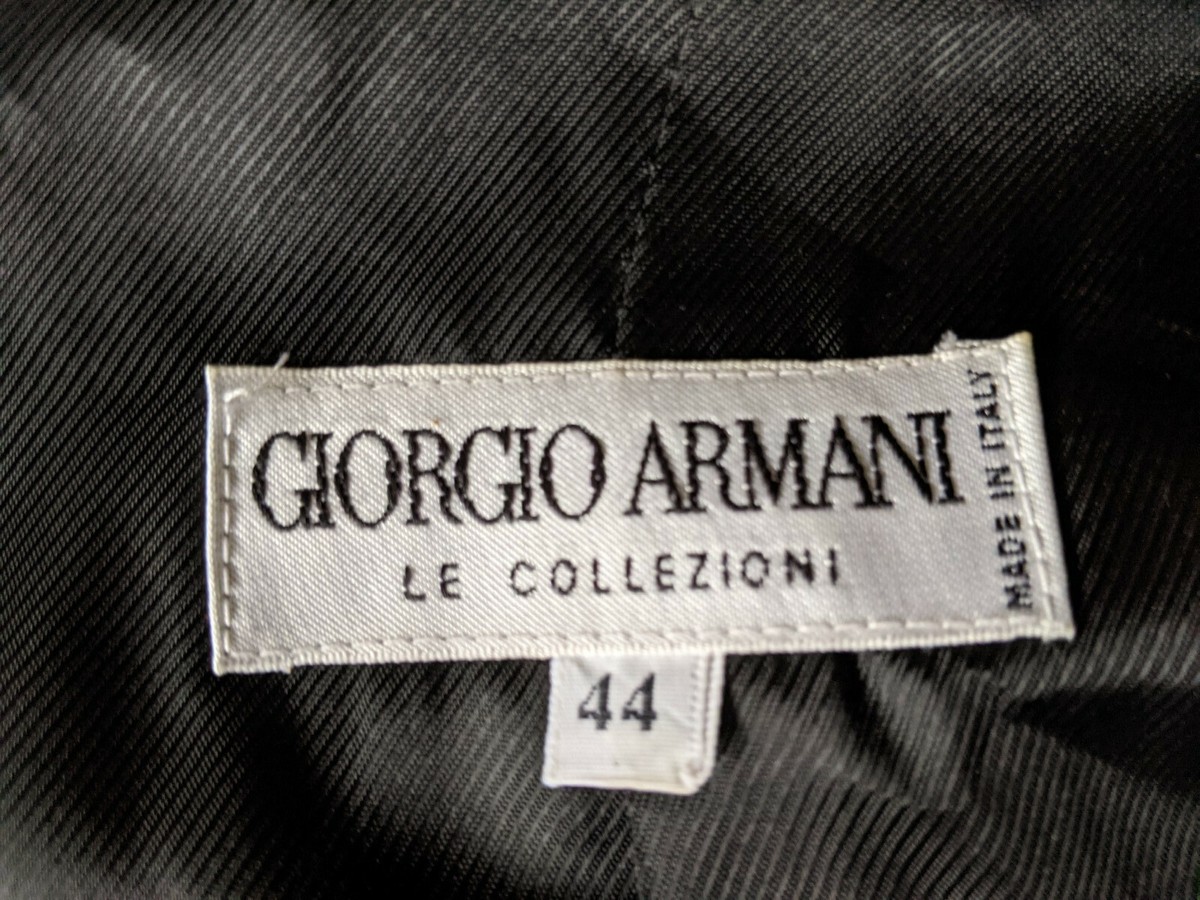 GIORGIO ARMANI
LE COLLEZIONI
MADE IN ITALY
44